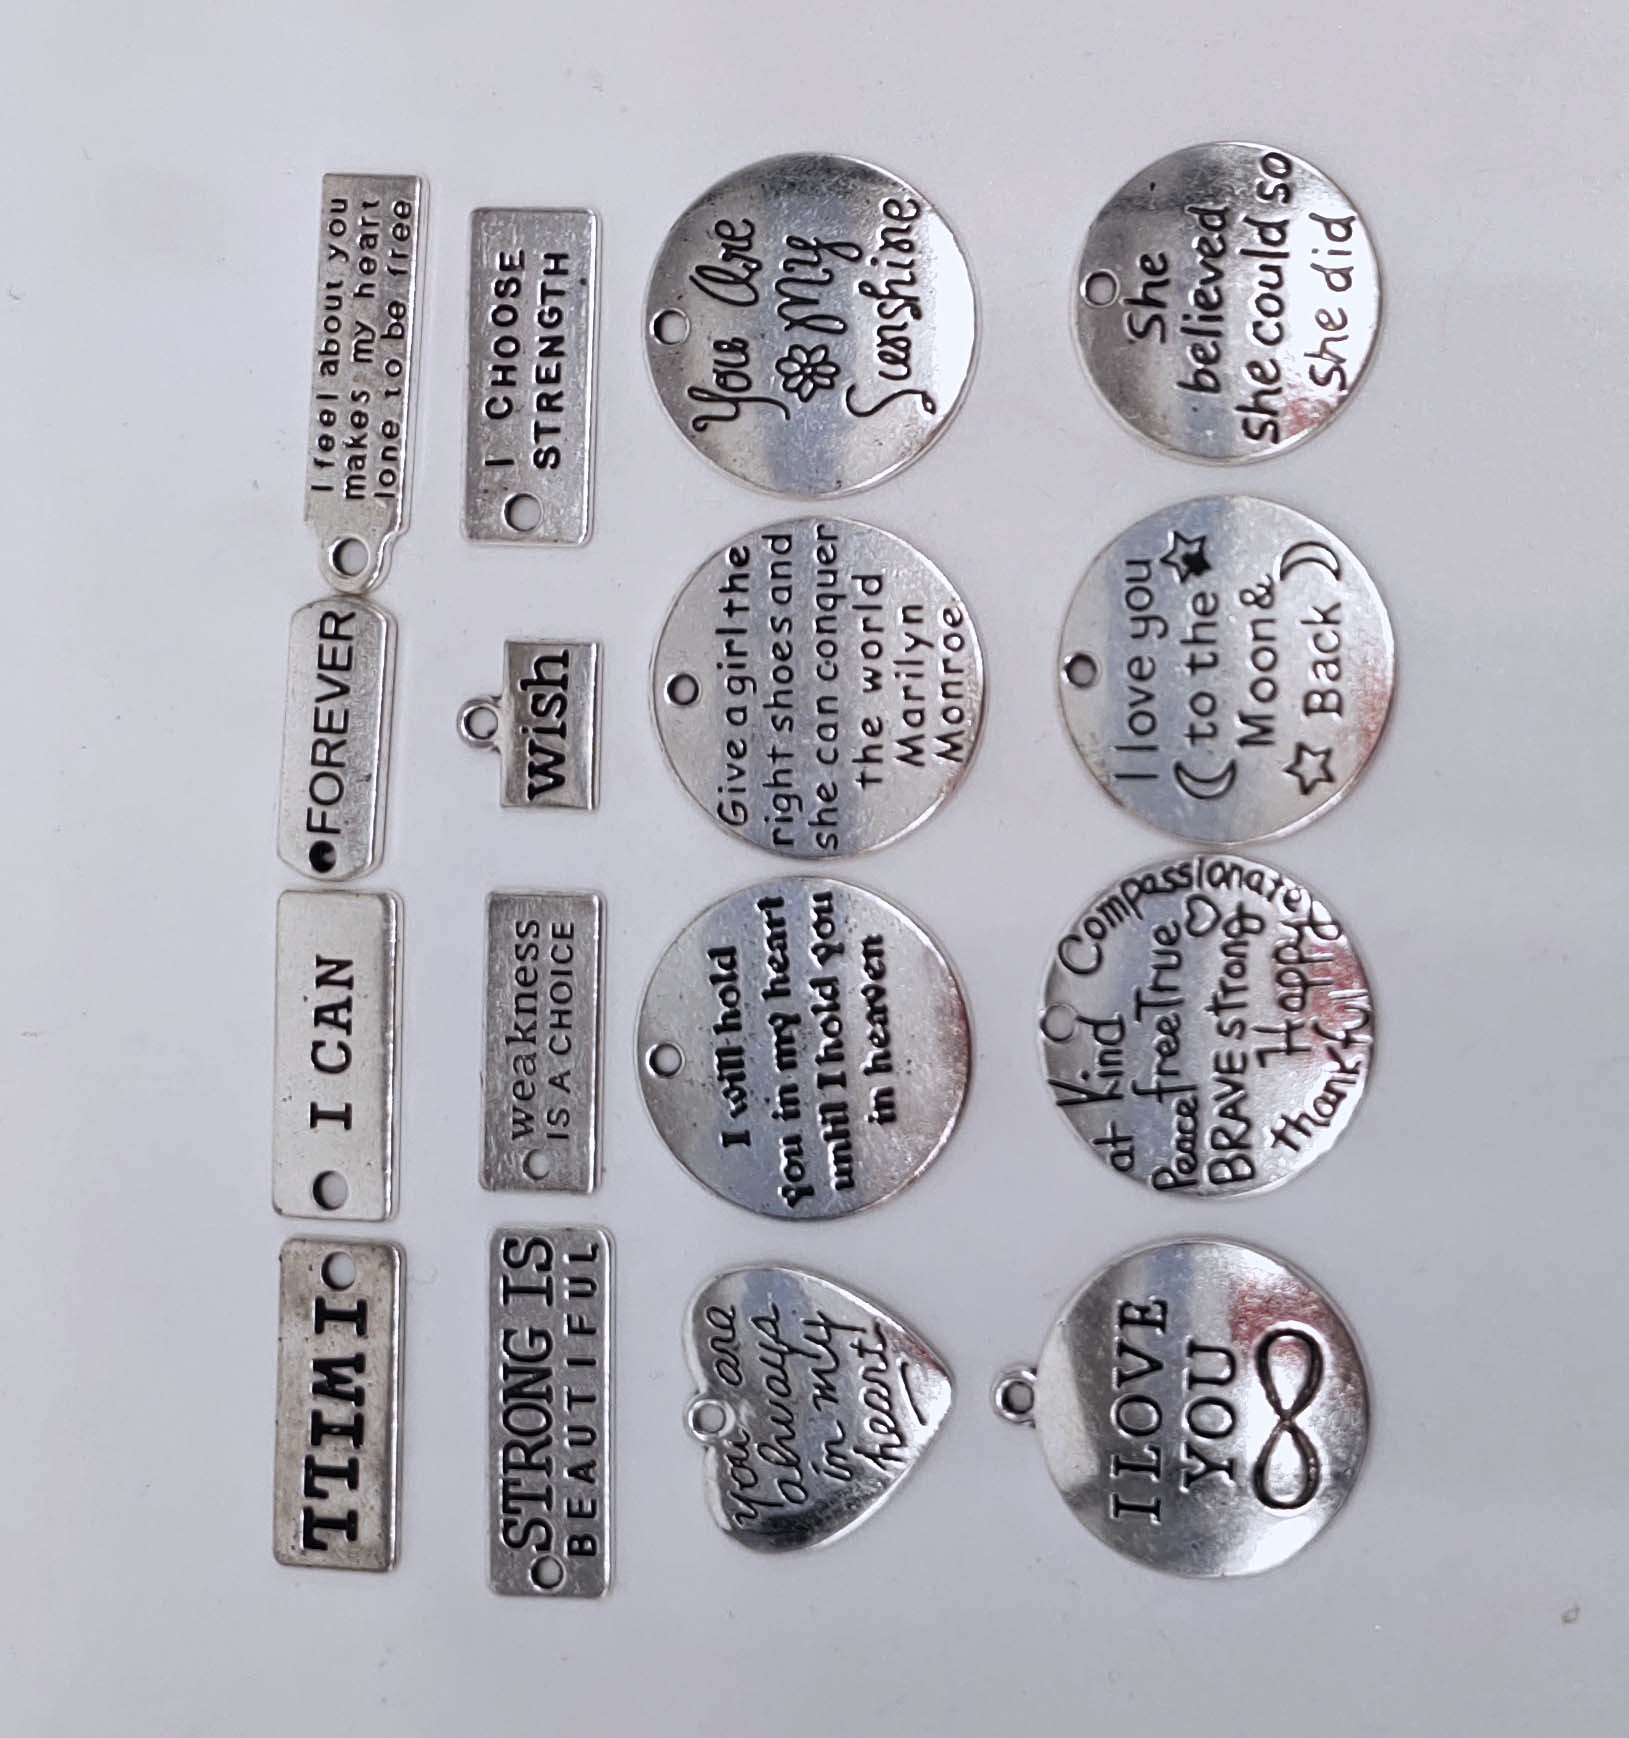 I WILL
I CAN
FOREVER
I feel about you
makes my heart
lone to be free
STRONG IS
BEAUTIFUL
weakness
IS A CHOICE
wish
I CHOOSE
STRENGTH
you are
always
in my
heart
I will hold
you in my heart
until I hold you
in heaven
Give a girl the
right shoes and
she can conquer
the world
Marilyn
Monroe
You Are
My
Sunshine
I LOVE
YOU
Compassionate
at Kind
Peace free True
BRAVE strong
Happy
thankful
I love you
to the
Moon &
Back
She
believed
she could so
She did